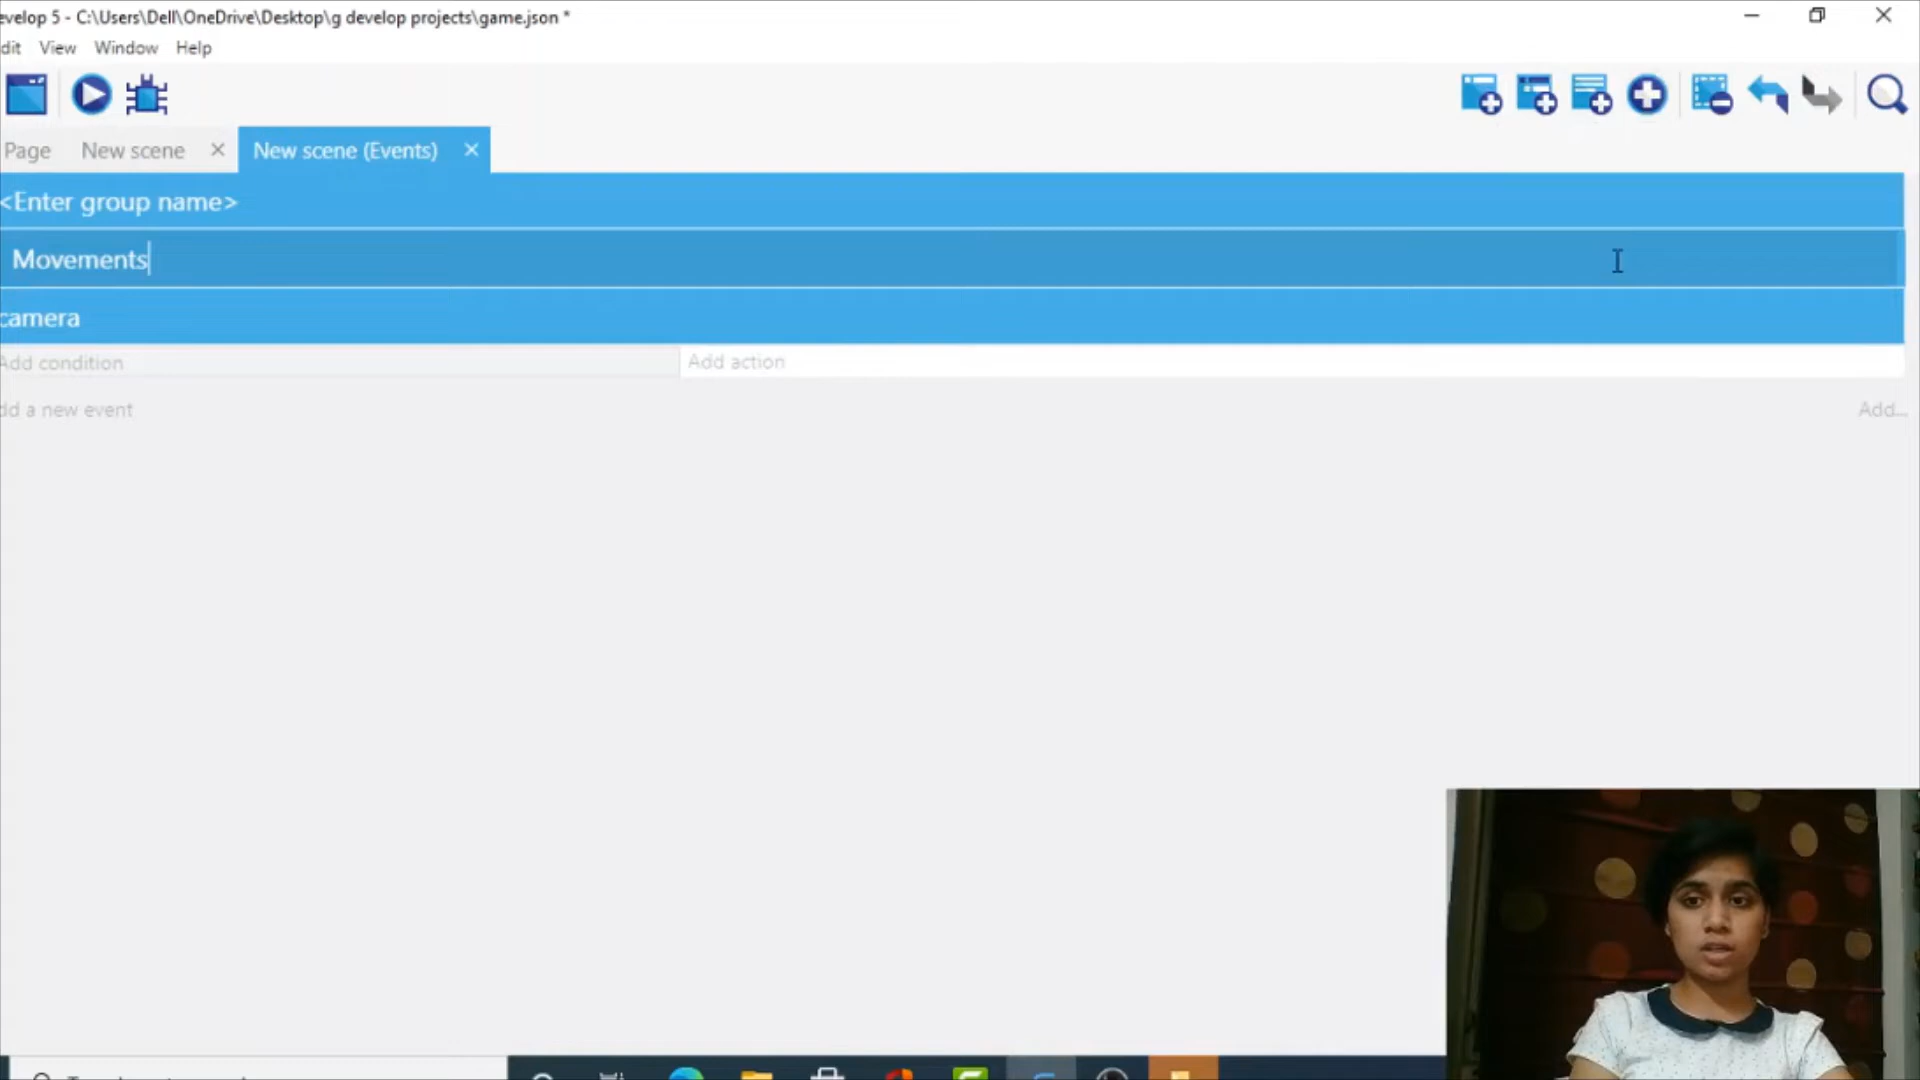 evelop 5 - C:\Users\Dell\OneDrive\Desktop\g develop projects\game.json *
dit View Window Help
Page New scene New scene (Events)
<Enter group name>
Movements
camera
Add condition Add action
dd a new event Add...